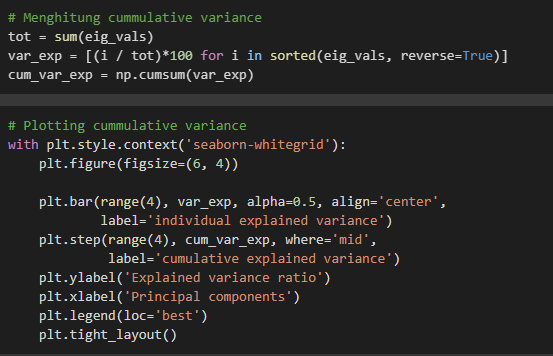 # Menghitung cummulative variance
tot = sum(eig_vals)
var_exp = [(i / tot)*100 for i in sorted(eig_vals, reverse=True)]
cum_var_exp = np.cumsum(var_exp)
# Plotting cummulative variance
with plt.style.context('seaborn-whitegrid'):
    plt.figure(figsize=(6, 4))
    plt.bar(range(4), var_exp, alpha=0.5, align='center',
            label='individual explained variance')
    plt.step(range(4), cum_var_exp, where='mid',
             label='cumulative explained variance')
    plt.ylabel('Explained variance ratio')
    plt.xlabel('Principal components')
    plt.legend(loc='best')
    plt.tight_layout()